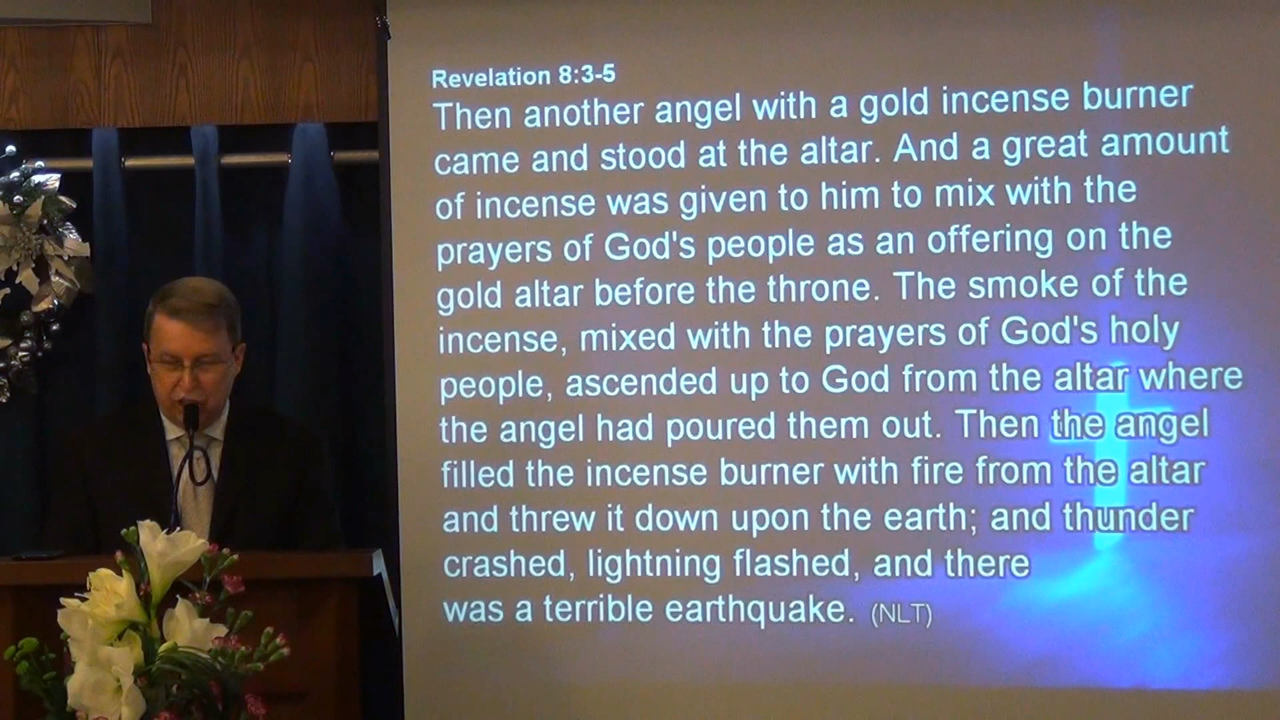 Revelation 8:3-5
Then another angel with a gold incense burner
came and stood at the altar. And a great amount
of incense was given to him to mix with the
prayers of God's people as an offering on the
gold altar before the throne. The smoke of the
incense, mixed with the prayers of God's holy
people, ascended up to God from the altar where
the angel had poured them out. Then the angel
filled the incense burner with fire from the altar
and threw it down upon the earth; and thunder
crashed, lightning flashed, and there
was a terrible earthquake. (NLT)